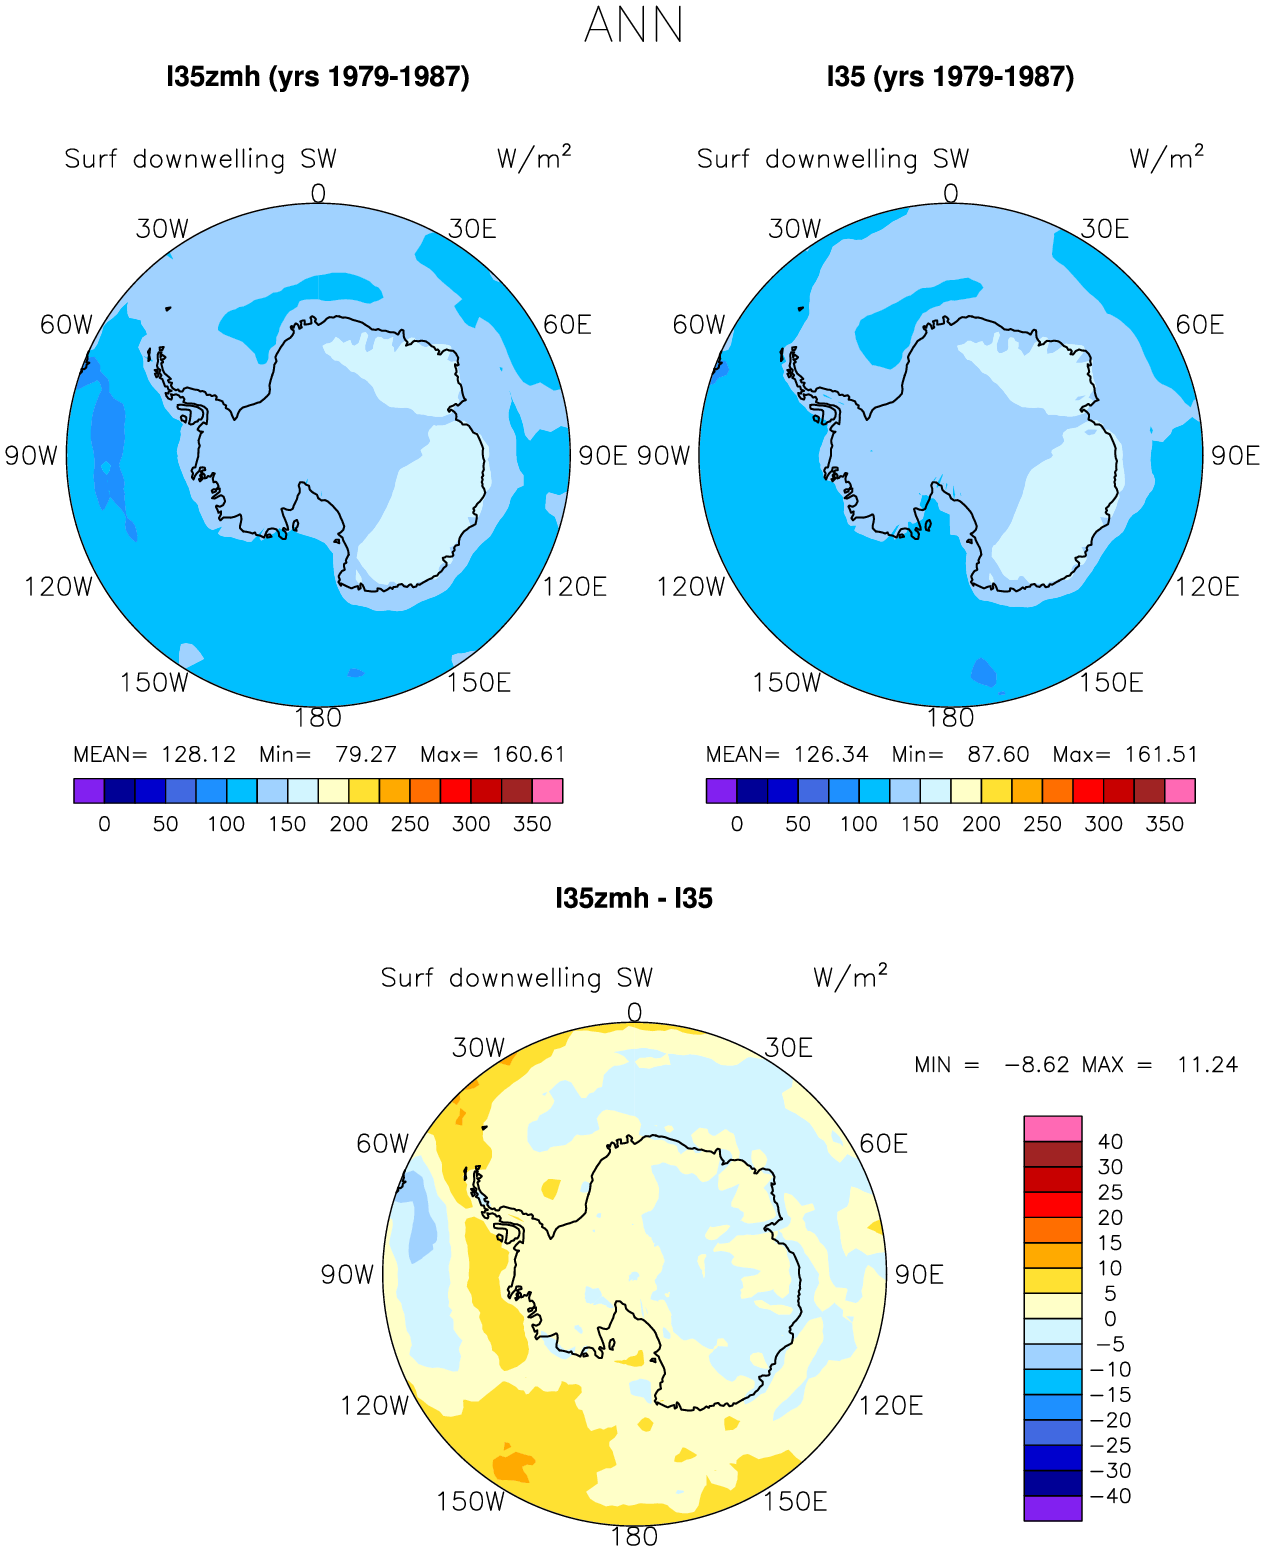 ANN
I35zmh (yrs 1979-1987)
I35 (yrs 1979-1987)
Surf downwelling SW W/m²
Surf downwelling SW W/m²
0
0
30W 30E
30W 30E
60W 60E
60W 60E
90W 90E
90W 90E
120W 120E
120W 120E
150W 150E
150W 150E
180
180
MEAN= 128.12 Min= 79.27 Max= 160.61
MEAN= 126.34 Min= 87.60 Max= 161.51
0 50 100 150 200 250 300 350
0 50 100 150 200 250 300 350
I35zmh - I35
Surf downwelling SW W/m²
0
30W 30E
MIN = -8.62 MAX = 11.24
60W 60E
90W 90E
120W 120E
150W 150E
180
40
30
25
20
15
10
5
0
-5
-10
-15
-20
-25
-30
-40